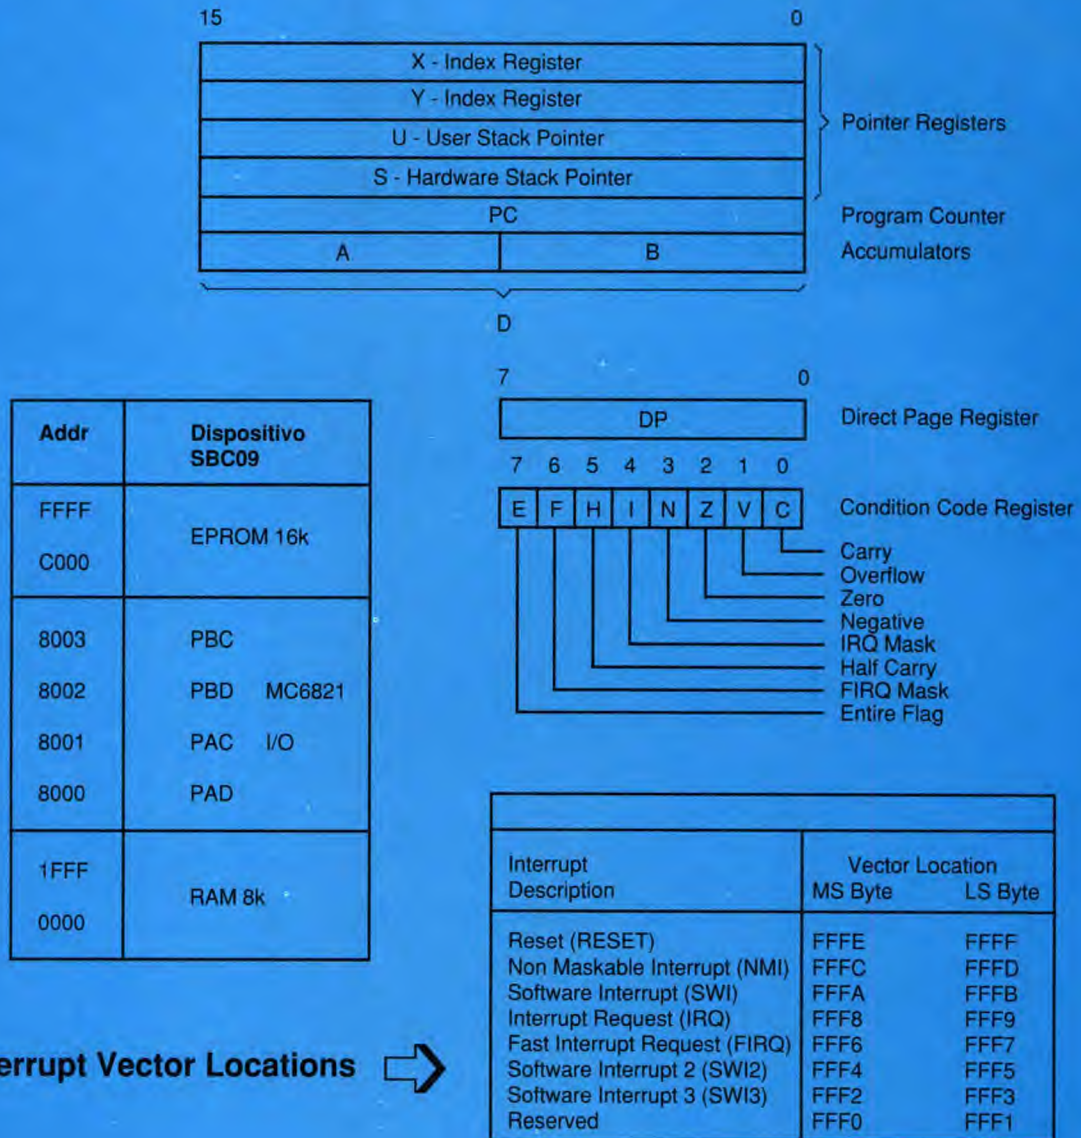 15 0
X - Index Register
Y - Index Register
U - User Stack Pointer
S - Hardware Stack Pointer
Pointer Registers
PC Program Counter
A B Accumulators
D
7 0
DP Direct Page Register
7 6 5 4 3 2 1 0
E F H I N Z V C Condition Code Register
Carry
Overflow
Zero
Negative
IRQ Mask
Half Carry
FIRQ Mask
Entire Flag
Addr Dispositivo
SBC09
FFFF
EPROM 16k
C000
8003 PBC
8002 PBD MC6821
8001 PAC I/O
8000 PAD
1FFF
RAM 8k
0000
Interrupt Vector Location
Description MS Byte LS Byte
Reset (RESET) FFFE FFFF
Non Maskable Interrupt (NMI) FFFC FFFD
Software Interrupt (SWI) FFFA FFFB
Interrupt Request (IRQ) FFF8 FFF9
Fast Interrupt Request (FIRQ) FFF6 FFF7
Software Interrupt 2 (SWI2) FFF4 FFF5
Software Interrupt 3 (SWI3) FFF2 FFF3
Reserved FFF0 FFF1
errupt Vector Locations